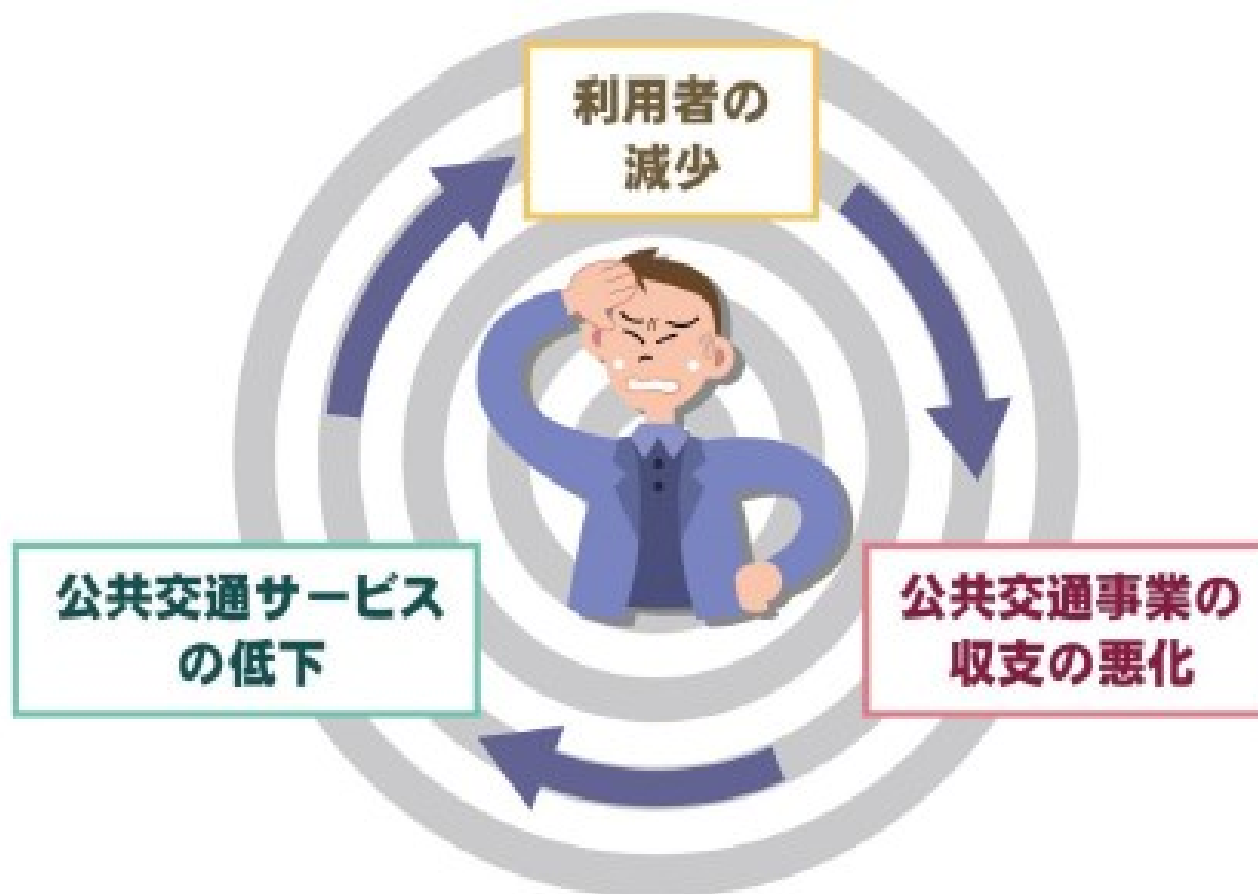 利用者の
減少
公共交通サービス
の低下
公共交通事業の
収支の悪化